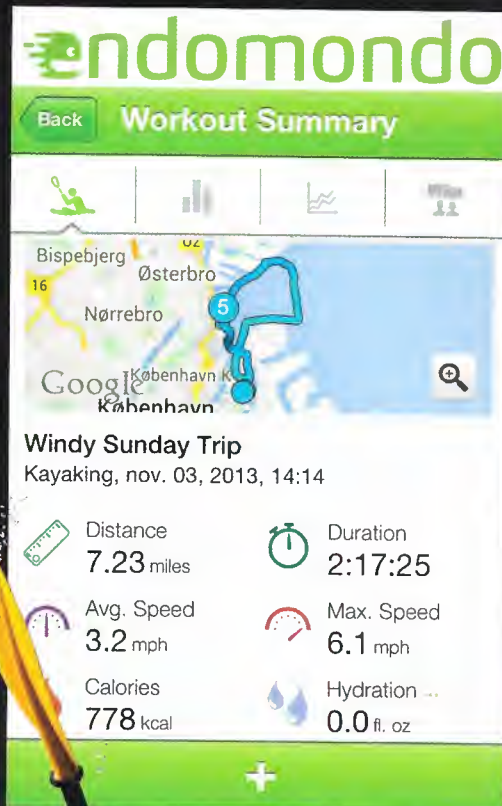 endomondo
Back
Workout Summary
Bispebjerg
Østerbro
16
Nørrebro
5
Google
København K
København
Windy Sunday Trip
Kayaking, nov. 03, 2013, 14:14
Distance
7.23 miles
Duration
2:17:25
Avg. Speed
3.2 mph
Max. Speed
6.1 mph
Calories
778 kcal
Hydration
0.0 fl. oz